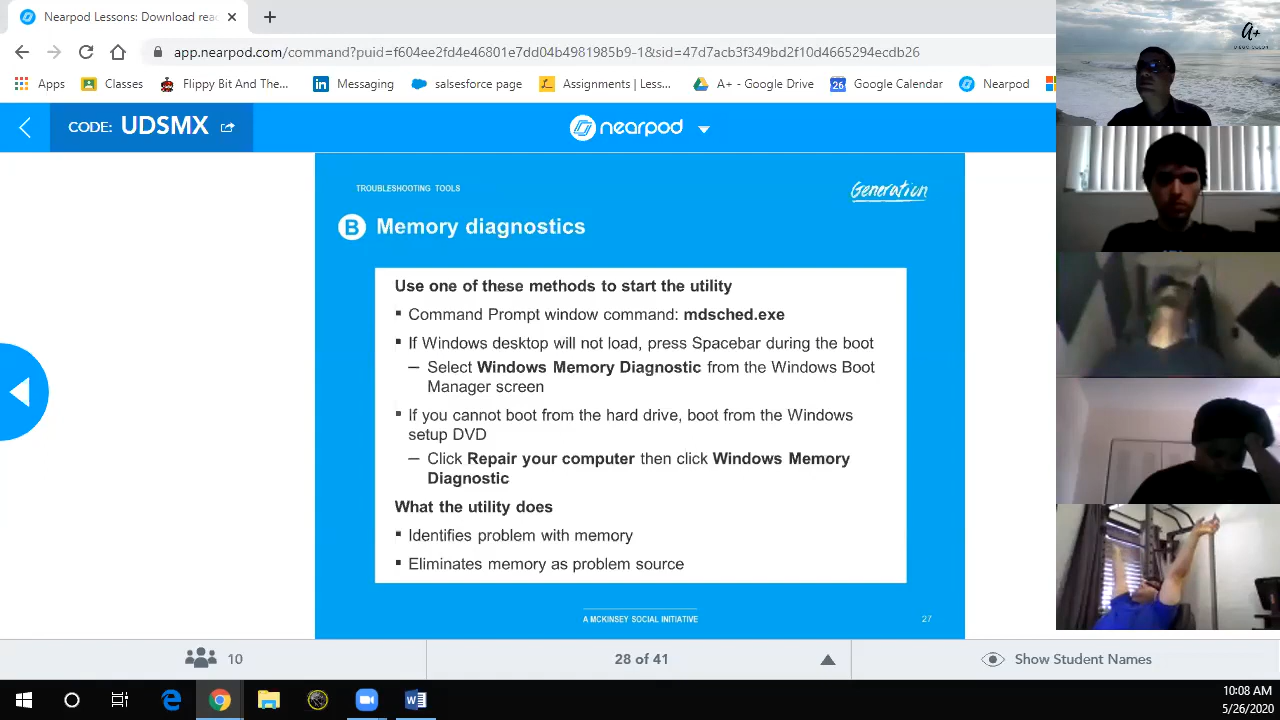 Nearpod Lessons: Download rea
app.nearpod.com/command?puid=f604ee2fd4e46801e7dd04b4981985b9-1&sid=47d7acb3f349bd2f10d4665294ecdb26
Apps Classes Flippy Bit And The... Messaging Source page Assignments | Less... A+ - Google Drive 26 Google Calendar Nearpod
CODE: UDSMX
nearpod
TROUBLESHOOTING TOOLS
Generation
B Memory diagnostics
Use one of these methods to start the utility
▪ Command Prompt window command: mdsched.exe
▪ If Windows desktop will not load, press Spacebar during the boot
– Select Windows Memory Diagnostic from the Windows Boot
Manager screen
▪ If you cannot boot from the hard drive, boot from the Windows
setup DVD
– Click Repair your computer then click Windows Memory
Diagnostic
What the utility does
▪ Identifies problem with memory
▪ Eliminates memory as problem source
A MCKINSEY SOCIAL INITIATIVE
27
10
28 of 41
Show Student Names
10:08 AM
5/26/2020
A+